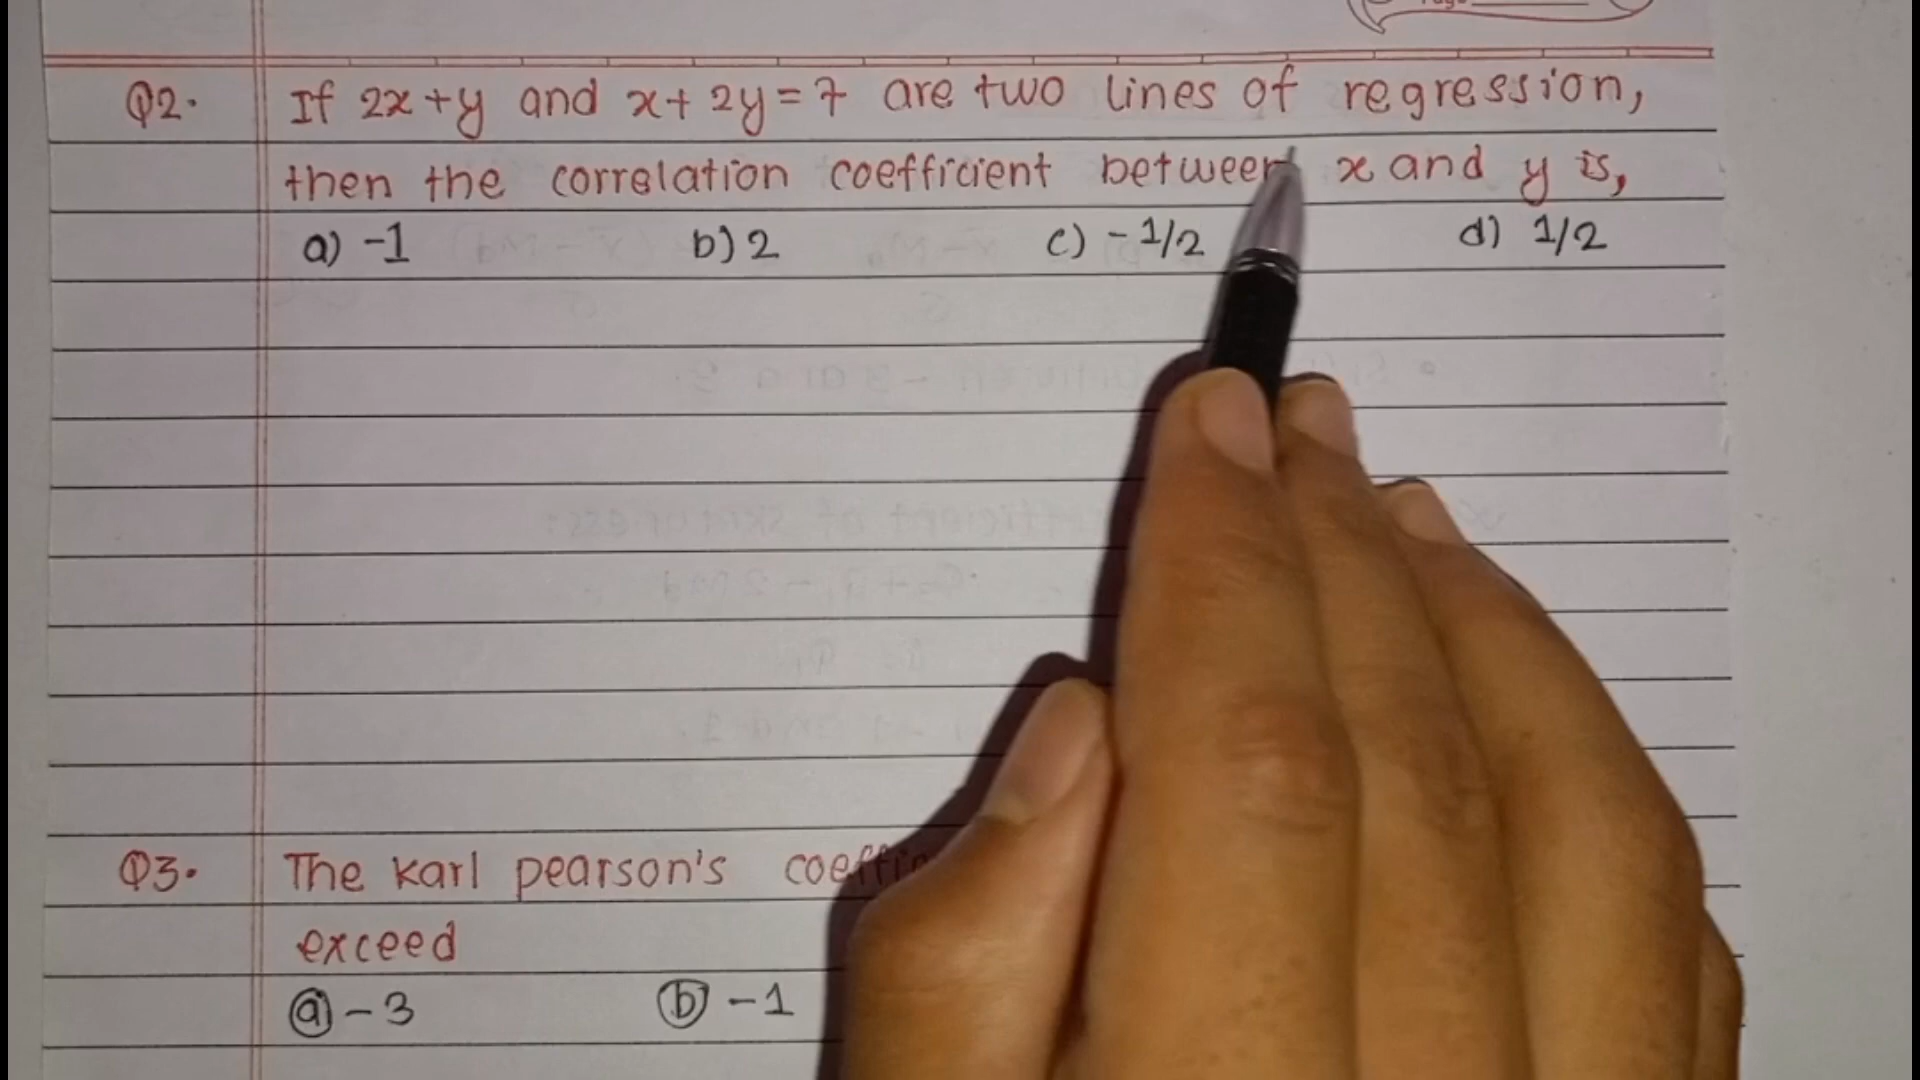 Q2. If 2x+y and x+ 2y = 7 are two lines of regression,
then the correlation coefficient between x and y is,
a) -1 b) 2 c) - 1/2 d) 1/2
Q3. The Karl pearson's
exceed
a) - 3 b) - 1